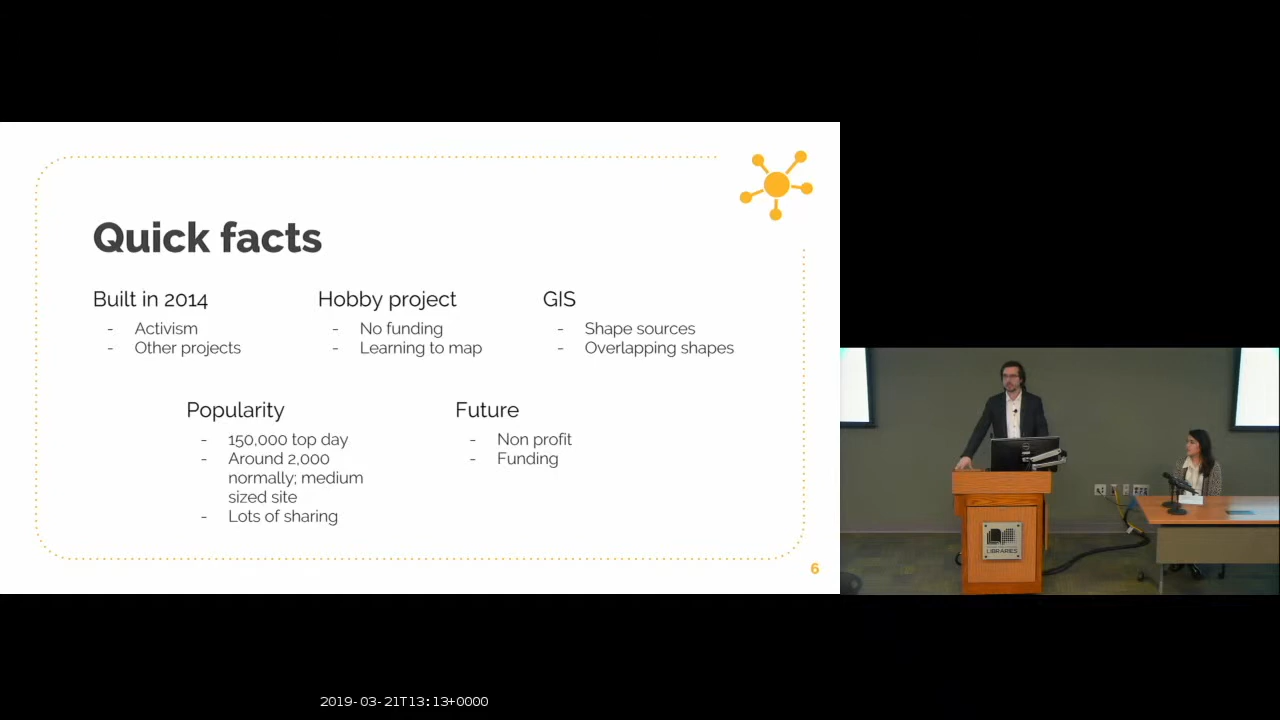 Quick facts
Built in 2014
- Activism
- Other projects
Hobby project
- No funding
- Learning to map
GIS
- Shape sources
- Overlapping shapes
Popularity
- 150,000 top day
- Around 2,000
normally; medium
sized site
- Lots of sharing
Future
- Non profit
- Funding
6
LIBRARIES
2019-03-21T13:13+0000